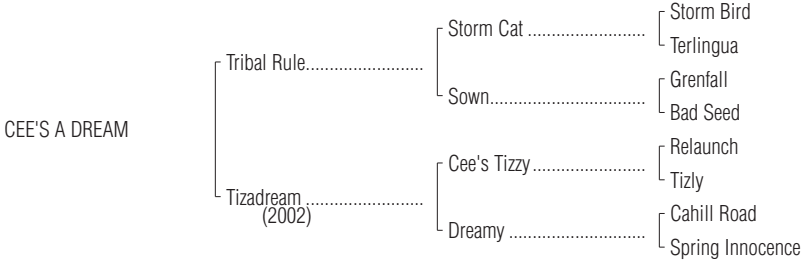 Storm Bird
Storm Cat ........................
Terlingua
Tribal Rule........................
Grenfall
Sown................................
Bad Seed
CEE'S A DREAM
Relaunch
Cee's Tizzy .......................
Tizly
Tizadream ........................
(2002)
Cahill Road
Dreamy ............................
Spring Innocence